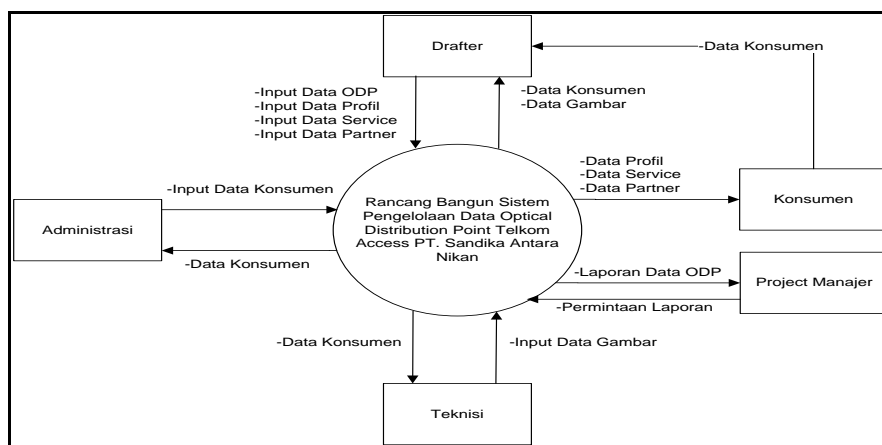 Drafter
-Data Konsumen
-Input Data ODP
-Input Data Profil
-Input Data Service
-Input Data Partner
-Data Konsumen
-Data Gambar
-Data Profil
-Data Service
-Data Partner
Konsumen
-Input Data Konsumen
Administrasi
-Data Konsumen
Rancang Bangun Sistem
Pengelolaan Data Optical
Distribution Point Telkom
Access PT. Sandika Antara
Nikan
-Laporan Data ODP
Project Manajer
-Permintaan Laporan
-Data Konsumen
-Input Data Gambar
Teknisi